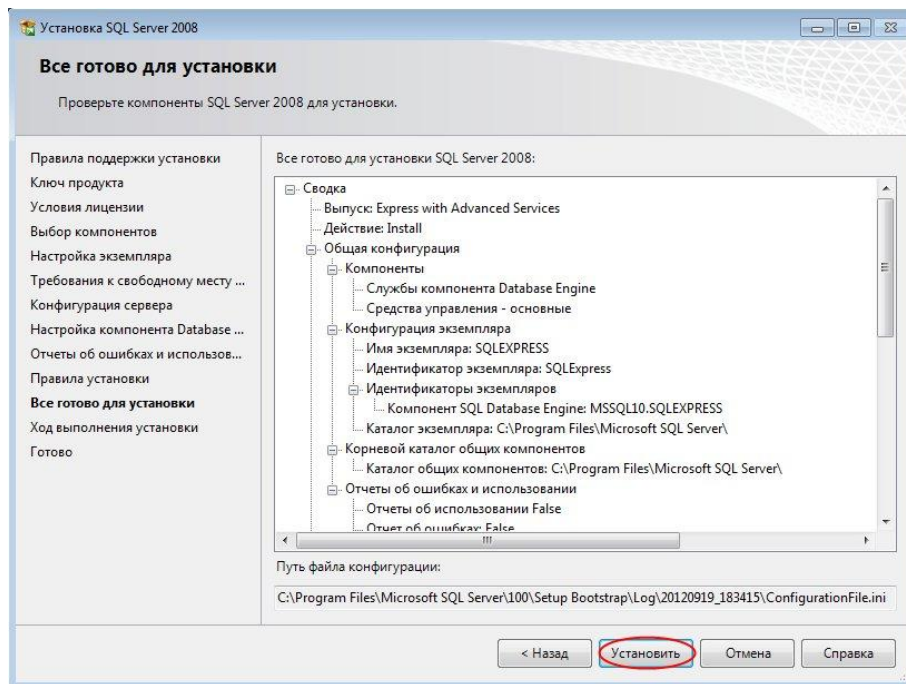 Установка SQL Server 2008
Все готово для установки
Проверьте компоненты SQL Server 2008 для установки.
Правила поддержки установки
Ключ продукта
Условия лицензии
Выбор компонентов
Настройка экземпляра
Требования к свободному месту ...
Конфигурация сервера
Настройка компонента Database ...
Отчеты об ошибках и использов...
Правила установки
Все готово для установки
Ход выполнения установки
Готово
Все готово для установки SQL Server 2008:
Сводка
Выпуск: Express with Advanced Services
Действие: Install
Общая конфигурация
Компоненты
Службы компонента Database Engine
Средства управления - основные
Конфигурация экземпляра
Имя экземпляра: SQLEXPRESS
Идентификатор экземпляра: SQLExpress
Идентификаторы экземпляров
Компонент SQL Database Engine: MSSQL10.SQLEXPRESS
Каталог экземпляра: C:\Program Files\Microsoft SQL Server\
Корневой каталог общих компонентов
Каталог общих компонентов: C:\Program Files\Microsoft SQL Server\
Отчеты об ошибках и использовании
Отчеты об использовании False
Отчет об ошибках: False
Путь файла конфигурации:
C:\Program Files\Microsoft SQL Server\100\Setup Bootstrap\Log\20120919_183415\ConfigurationFile.ini
< Назад Установить Отмена Справка